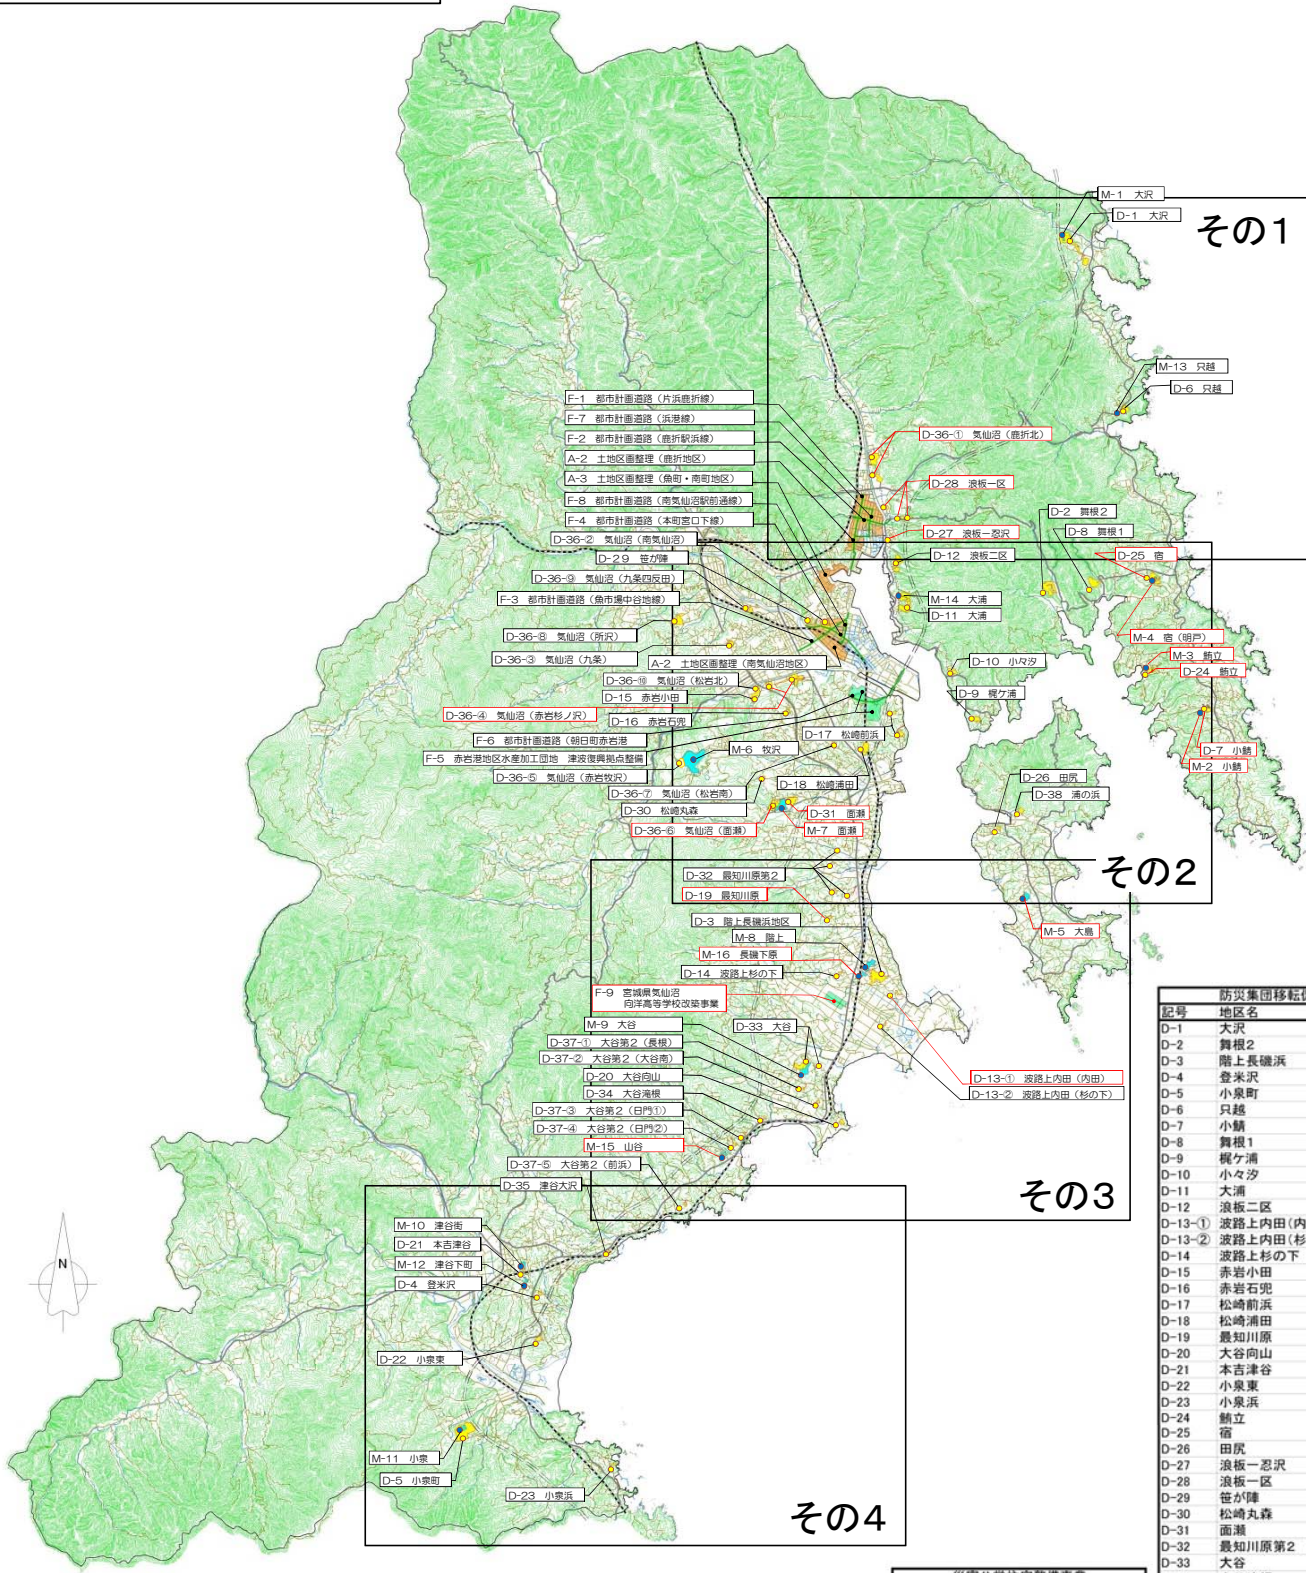 M-1 大沢
D-1 大沢
その1
M-13 只越
D-6 只越
F-1 都市計画道路（片浜鹿折線）
F-7 都市計画道路（浜港線）
F-2 都市計画道路（鹿折駅浜線）
A-2 土地区画整理（鹿折地区）
A-3 土地区画整理（魚町・南町地区）
F-8 都市計画道路（南気仙沼駅前通線）
F-4 都市計画道路（本町宮口下線）
D-36-② 気仙沼（南気仙沼）
D-29 笹が陣
D-36-⑨ 気仙沼（九条四反田）
F-3 都市計画道路（魚市場中谷地線）
D-36-⑧ 気仙沼（所沢）
D-36-③ 気仙沼（九条）
A-2 土地区画整理（南気仙沼地区）
D-36-⑩ 気仙沼（松岩北）
D-15 赤岩小田
D-36-④ 気仙沼（赤岩杉ノ沢）
D-16 赤岩石兜
F-6 都市計画道路（朝日町赤岩港
F-5 赤岩港地区水産加工団地 津波復興拠点整備
M-6 牧沢
D-36-⑤ 気仙沼（赤岩牧沢）
D-36-⑦ 気仙沼（松岩南）
D-30 松崎丸森
D-36-⑥ 気仙沼（面瀬）
D-36-① 気仙沼（鹿折北）
D-28 浪板一区
D-27 浪板一忍沢
D-12 浪板二区
D-2 舞根2
D-8 舞根1
D-25 宿
M-14 大浦
D-11 大浦
M-4 宿（明戸）
M-3 鮪立
D-24 鮪立
D-10 小々汐
D-9 梶ケ浦
D-17 松崎前浜
D-7 小鯖
M-2 小鯖
D-18 松崎浦田
D-26 田尻
D-38 浦の浜
D-31 面瀬
M-7 面瀬
その2
D-32 最知川原第2
D-19 最知川原
D-3 階上長磯浜地区
M-8 階上
M-16 長磯下原
D-14 波路上杉の下
M-5 大島
F-9 宮城県気仙沼
向洋高等学校改築事業
M-9 大谷
D-33 大谷
D-37-① 大谷第2（長根）
D-37-② 大谷第2（大谷南）
D-20 大谷向山
D-34 大谷滝根
D-37-③ 大谷第2（日門①）
D-37-④ 大谷第2（日門②）
M-15 山谷
D-37-⑤ 大谷第2（前浜）
D-35 津谷大沢
D-13-① 波路上内田（内田）
D-13-② 波路上内田（杉の下）
その3
M-10 津谷街
D-21 本吉津谷
M-12 津谷下町
D-4 登米沢
D-22 小泉東
M-11 小泉
D-5 小泉町
D-23 小泉浜
その4
N
防災集団移転
記号 地区名
D-1 大沢
D-2 舞根2
D-3 階上長磯浜
D-4 登米沢
D-5 小泉町
D-6 只越
D-7 小鯖
D-8 舞根1
D-9 梶ケ浦
D-10 小々汐
D-11 大浦
D-12 浪板二区
D-13-① 波路上内田(内
D-13-② 波路上内田(杉
D-14 波路上杉の下
D-15 赤岩小田
D-16 赤岩石兜
D-17 松崎前浜
D-18 松崎浦田
D-19 最知川原
D-20 大谷向山
D-21 本吉津谷
D-22 小泉東
D-23 小泉浜
D-24 鮪立
D-25 宿
D-26 田尻
D-27 浪板一忍沢
D-28 浪板一区
D-29 笹が陣
D-30 松崎丸森
D-31 面瀬
D-32 最知川原第2
D-33 大谷